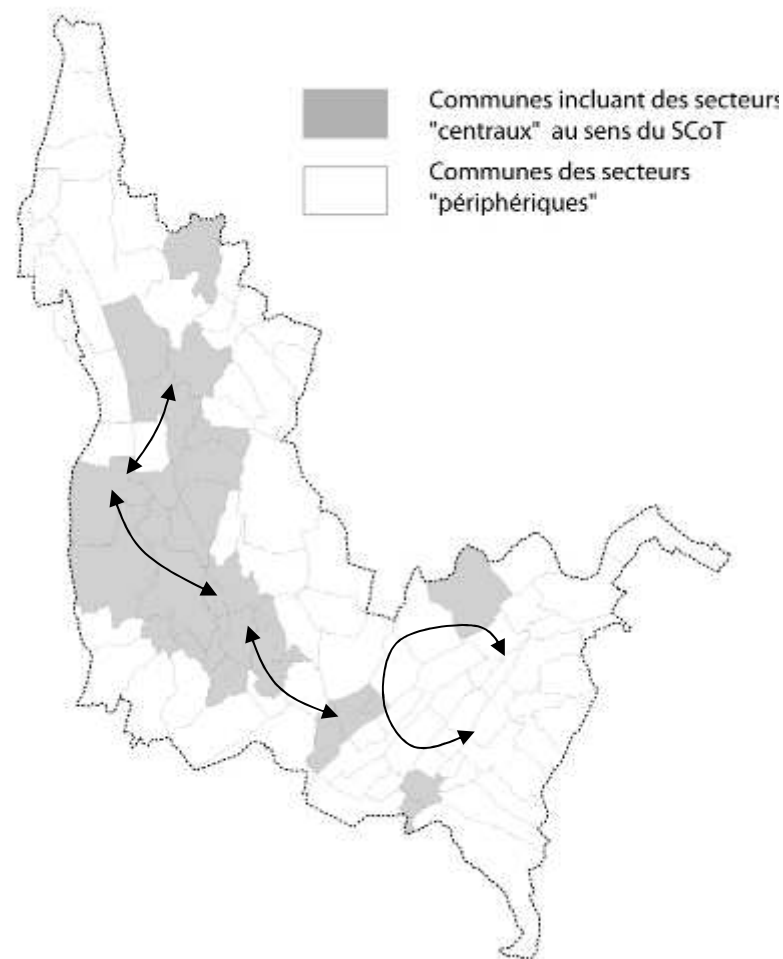 Communes incluant des secteurs
"centraux" au sens du SCoT
Communes des secteurs
"périphériques"